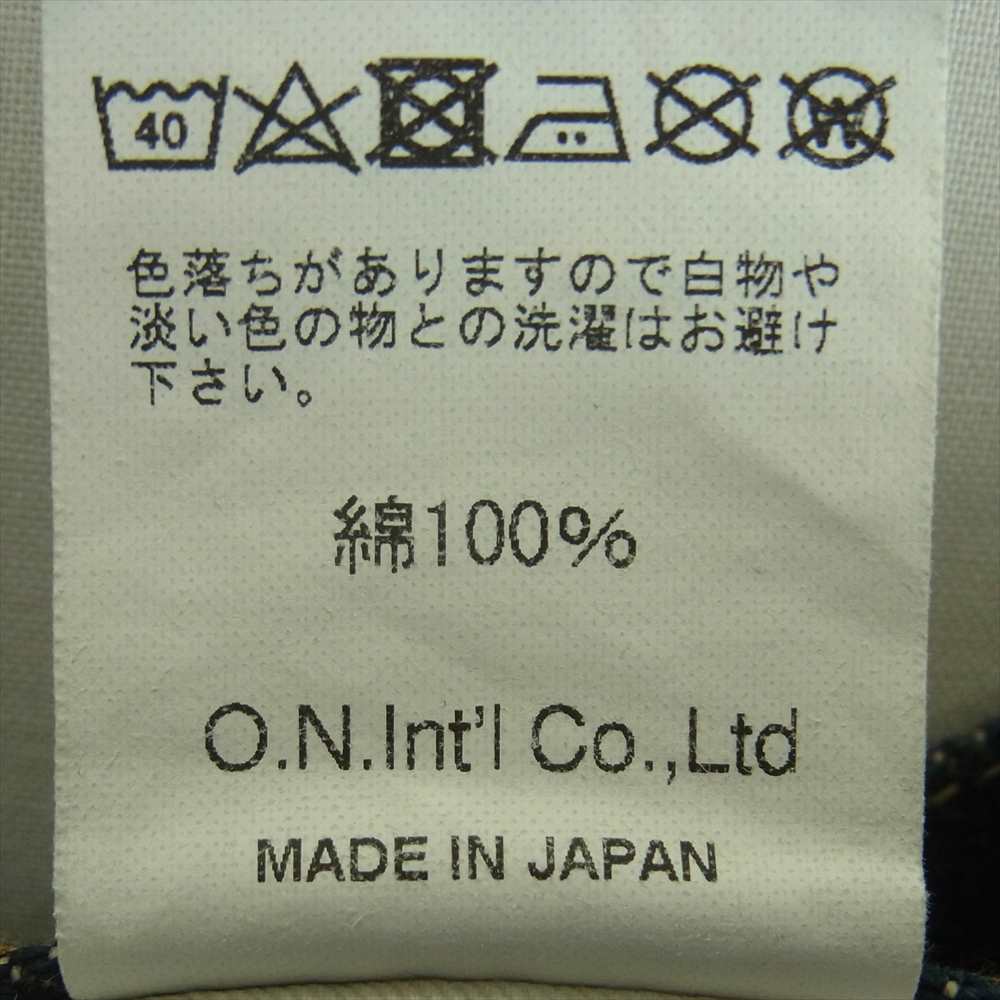 40
色落ちがありますので白物や
淡い色の物との洗濯はお避け
下さい。
綿100%
O.N.Int'l Co.,Ltd
MADE IN JAPAN